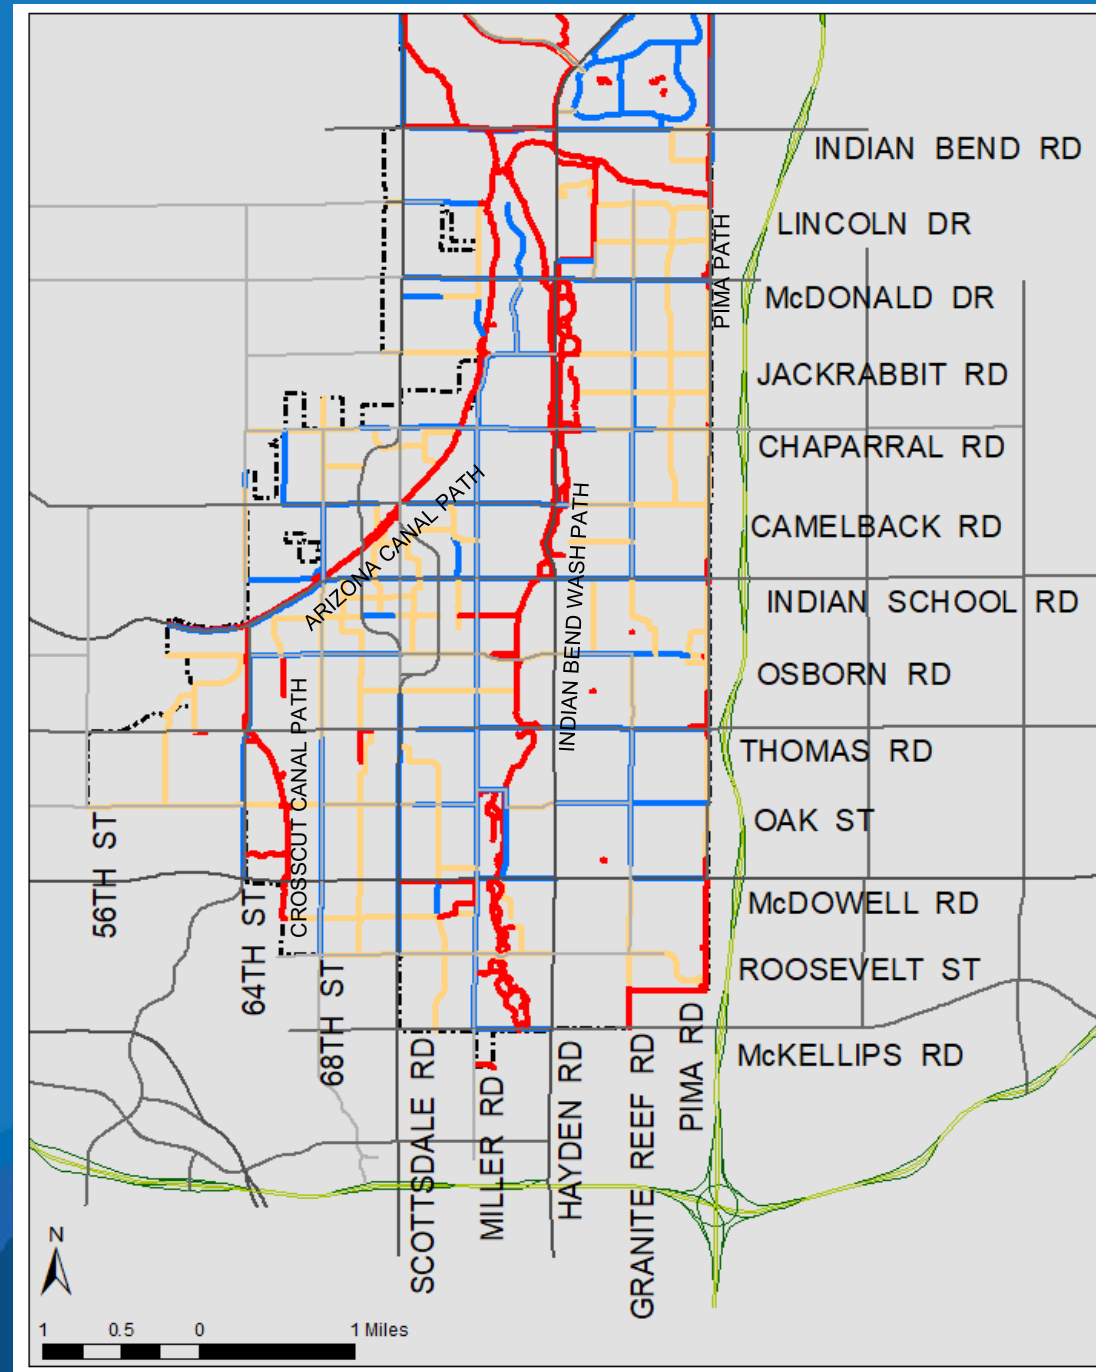 INDIAN BEND RD
LINCOLN DR
PIMA PATH
McDONALD DR
JACKRABBIT RD
CHAPARRAL RD
ARIZONA CANAL PATH
INDIAN BEND WASH PATH
CAMELBACK RD
INDIAN SCHOOL RD
OSBORN RD
CROSSCUT CANAL PATH
THOMAS RD
OAK ST
56TH ST
64TH ST
McDOWELL RD
68TH ST
ROOSEVELT ST
SCOTTSDALE RD
MILLER RD
HAYDEN RD
GRANITE REEF RD
PIMA RD
McKELLIPS RD
N
1 0.5 0 1 Miles